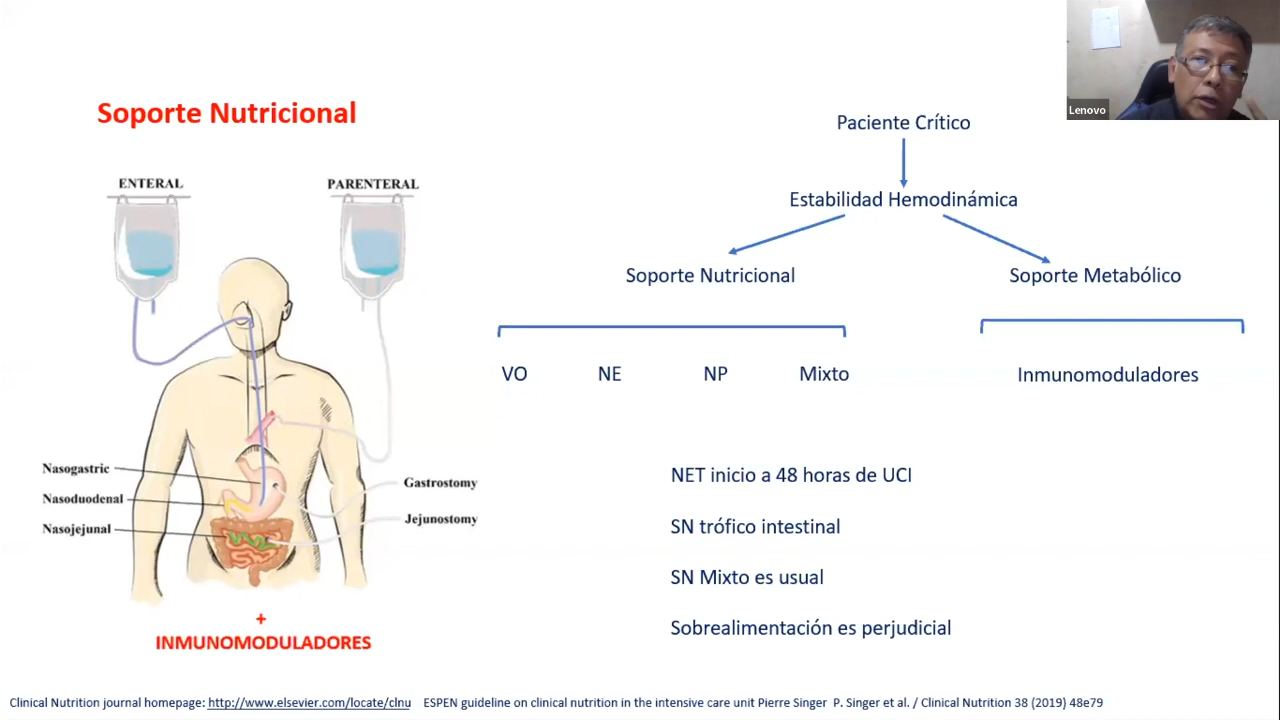 Lenovo
Soporte Nutricional
ENTERAL
PARENTERAL
Nasogastric
Nasoduodenal
Nasojejunal
Gastrostomy
Jejunostomy
+
INMUNOMODULADORES
Paciente Crítico
Estabilidad Hemodinámica
Soporte Nutricional
Soporte Metabólico
VO
NE
NP
Mixto
Inmunomoduladores
NET inicio a 48 horas de UCI
SN trófico intestinal
SN Mixto es usual
Sobrealimentación es perjudicial
Clinical Nutrition journal homepage: http://www.elsevier.com/locate/clnu ESPEN guideline on clinical nutrition in the intensive care unit Pierre Singer P. Singer et al. / Clinical Nutrition 38 (2019) 48e79